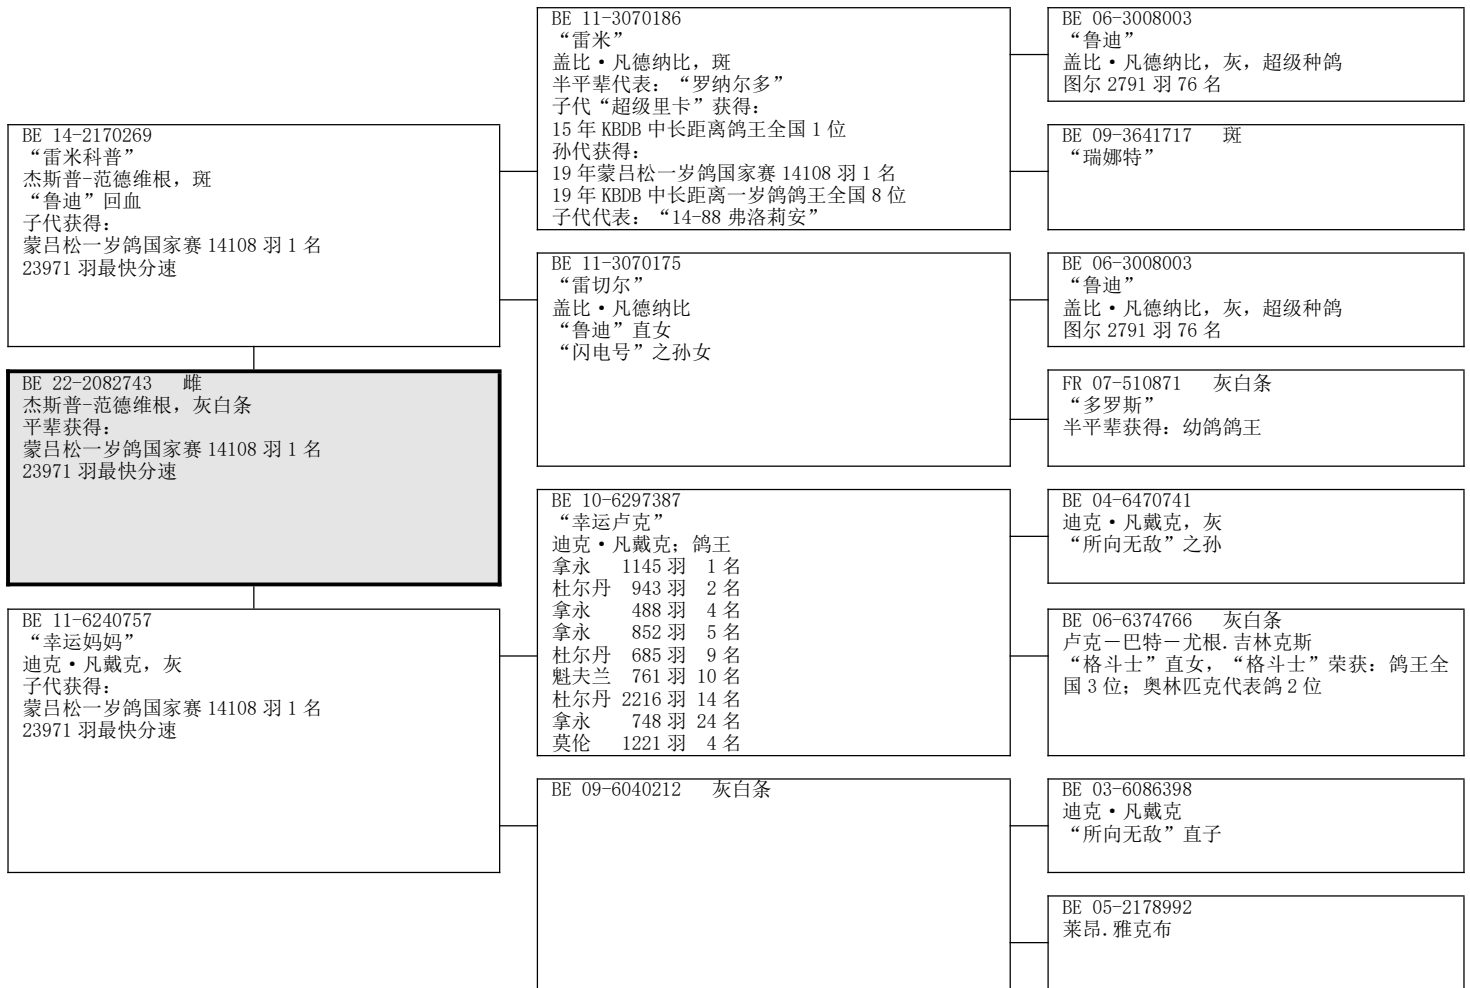 BE 14-2170269
“雷米科普”
杰斯普-范德维根，斑
“鲁迪”回血
子代获得：
蒙吕松一岁鸽国家赛 14108 羽 1 名
23971 羽最快分速
BE 22-2082743 雌
杰斯普-范德维根，灰白条
平辈获得：
蒙吕松一岁鸽国家赛 14108 羽 1 名
23971 羽最快分速
BE 11-6240757
“幸运妈妈”
迪克·凡戴克，灰
子代获得：
蒙吕松一岁鸽国家赛 14108 羽 1 名
23971 羽最快分速
BE 11-3070186
“雷米”
盖比·凡德纳比，斑
半平辈代表：“罗纳尔多”
子代“超级里卡”获得：
15 年 KBDB 中长距离鸽王全国 1 位
孙代获得：
19 年蒙吕松一岁鸽国家赛 14108 羽 1 名
19 年 KBDB 中长距离一岁鸽鸽王全国 8 位
子代代表：“14-88 弗洛莉安”
BE 11-3070175
“雷切尔”
盖比·凡德纳比
“鲁迪”直女
“闪电号”之孙女
BE 10-6297387
“幸运卢克”
迪克·凡戴克；鸽王
拿永 1145 羽 1 名
杜尔丹 943 羽 2 名
拿永 488 羽 4 名
拿永 852 羽 5 名
杜尔丹 685 羽 9 名
魁夫兰 761 羽 10 名
杜尔丹 2216 羽 14 名
拿永 748 羽 24 名
莫伦 1221 羽 4 名
BE 09-6040212 灰白条
BE 06-3008003
“鲁迪”
盖比·凡德纳比，灰，超级种鸽
图尔 2791 羽 76 名
BE 09-3641717 斑
“瑞娜特”
BE 06-3008003
“鲁迪”
盖比·凡德纳比，灰，超级种鸽
图尔 2791 羽 76 名
FR 07-510871 灰白条
“多罗斯”
半平辈获得：幼鸽鸽王
BE 04-6470741
迪克·凡戴克，灰
“所向无敌”之孙
BE 06-6374766 灰白条
卢克－巴特－尤根.吉林克斯
“格斗士”直女，“格斗士”荣获：鸽王全
国 3 位；奥林匹克代表鸽 2 位
BE 03-6086398
迪克·凡戴克
“所向无敌”直子
BE 05-2178992
莱昂.雅克布